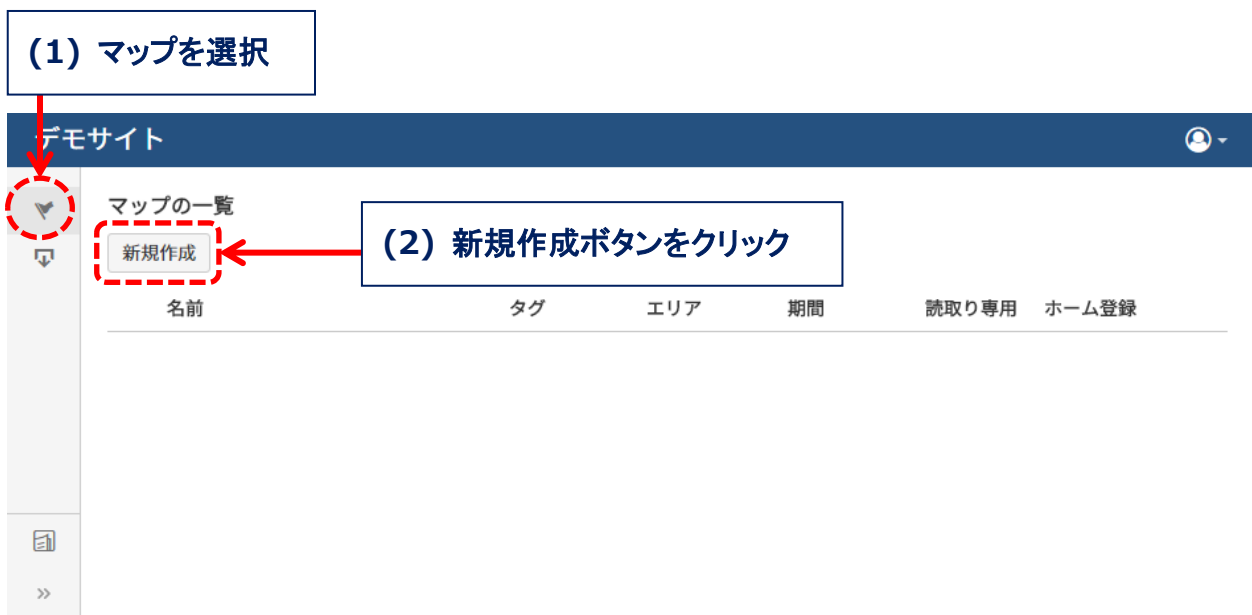 (1) マップを選択
デモサイト
マップの一覧
新規作成
(2) 新規作成ボタンをクリック
名前 タグ エリア 期間 読取り専用 ホーム登録